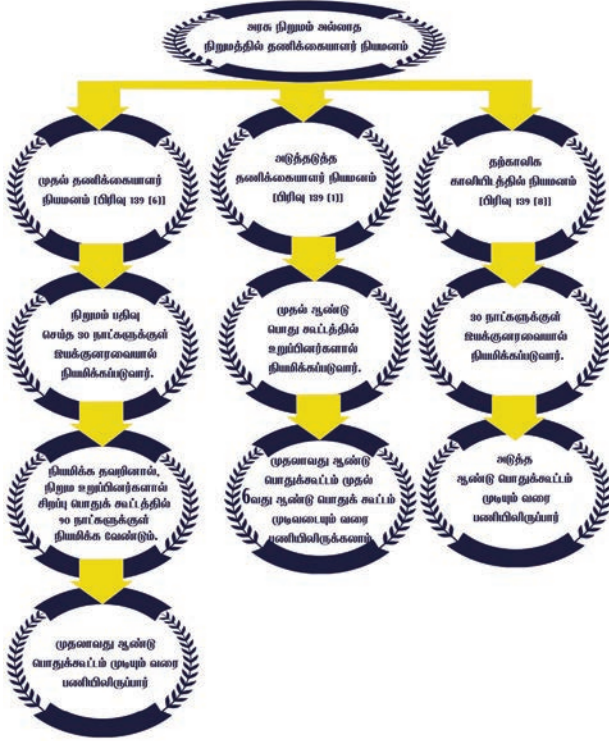 அரசு நிறுமம் அல்லாத
நிறுமத்தில் தணிக்கையாளர் நியமனம்
முதல் தணிக்கையாளர்
நியமனம் [பிரிவு 139 (6)]
நிறுமம் பதிவு
செய்த 30 நாட்களுக்குள்
இயக்குனரவையால்
நியமிக்கப்படுவார்.
நியமிக்க தவறினால்,
நிறும உறுப்பினர்களால்
சிறப்பு பொதுக் கூட்டத்தில்
90 நாட்களுக்குள்
நியமிக்க வேண்டும்.
முதலாவது ஆண்டு
பொதுக்கூட்டம் முடியும் வரை
பணியிலிருப்பார்
அடுத்தடுத்த
தணிக்கையாளர் நியமனம்
[பிரிவு 139 (1)]
முதல் ஆண்டு
பொது கூட்டத்தில்
உறுப்பினர்களால்
நியமிக்கப்படுவார்.
முதலாவது ஆண்டு
பொதுக்கூட்டம் முதல்
6வது ஆண்டு பொதுக் கூட்டம்
முடிவடையும் வரை
பணியிலிருக்கலாம்
தற்காலிக
காலியிடத்தில் நியமனம்
[பிரிவு 139 (8)]
30 நாட்களுக்குள்
இயக்குனரவையால்
நியமிக்கப்படுவார்.
அடுத்த
ஆண்டு பொதுக்கூட்டம்
முடியும் வரை
பணியிலிருப்பார்